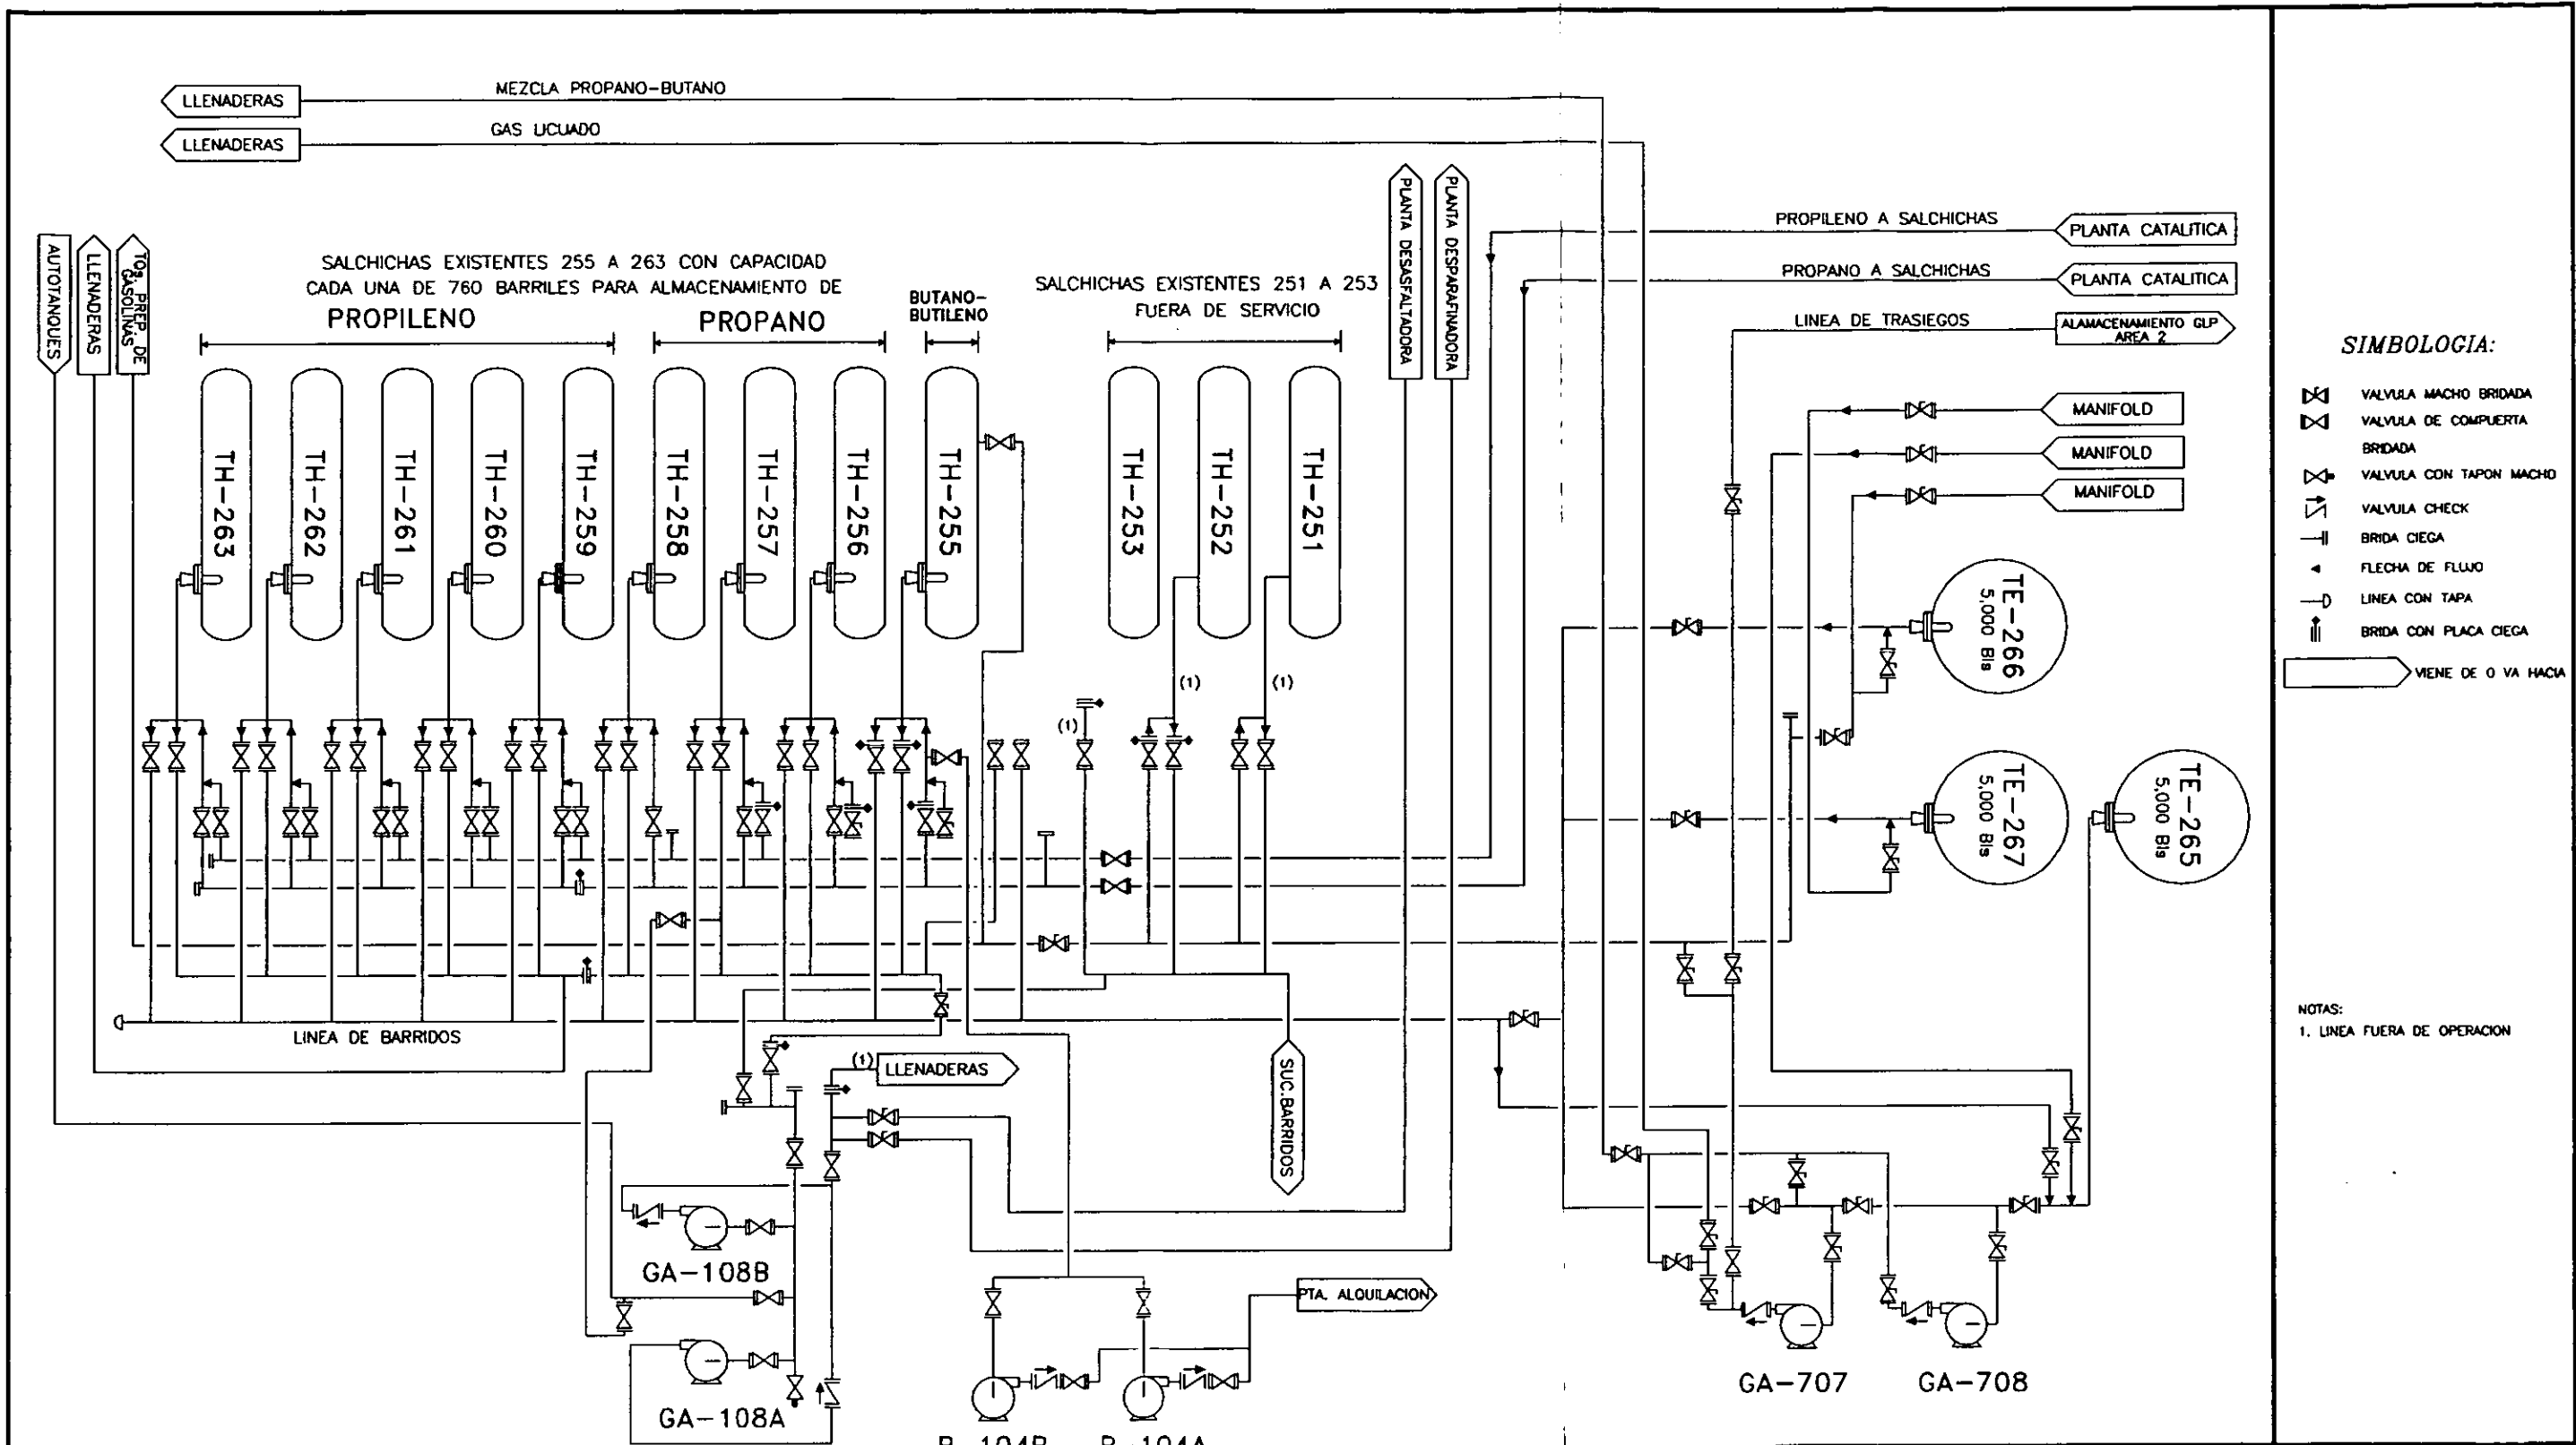 LLENADERAS
MEZCLA PROPANO-BUTANO
LLENADERAS
GAS LICUADO
AUTOTANQUES
LLENADERAS
TQs. PREP. DE
GASOLINAS
SALCHICHAS EXISTENTES 255 A 263 CON CAPACIDAD
CADA UNA DE 760 BARRILES PARA ALMACENAMIENTO DE
PROPILENO
PROPANO
BUTANO-
BUTILENO
SALCHICHAS EXISTENTES 251 A 253
FUERA DE SERVICIO
PLANTA DESASFALTADORA
PLANTA DESPARAFINADORA
PROPILENO A SALCHICHAS
PLANTA CATALITICA
PROPANO A SALCHICHAS
PLANTA CATALITICA
LINEA DE TRASIEGOS
ALAMACENAMIENTO GLP
AREA 2
MANIFOLD
MANIFOLD
MANIFOLD
TH-263
TH-262
TH-261
TH-260
TH-259
TH-258
TH-257
TH-256
TH-255
TH-253
TH-252
TH-251
TE-266
5,000 Bls
TE-267
5,000 Bls
TE-265
5,000 Bls
(1)
(1)
(1)
LINEA DE BARRIDOS
(1)
LLENADERAS
SUC.BARRIDOS
GA-108B
GA-108A
PTA. ALQUILACION
B-104B
B-104A
GA-707
GA-708
SIMBOLOGIA:
VALVULA MACHO BRIDADA
VALVULA DE COMPUERTA
BRIDADA
VALVULA CON TAPON MACHO
VALVULA CHECK
BRIDA CIEGA
FLECHA DE FLUJO
LINEA CON TAPA
BRIDA CON PLACA CIEGA
VIENE DE O VA HACIA
NOTAS:
1. LINEA FUERA DE OPERACION